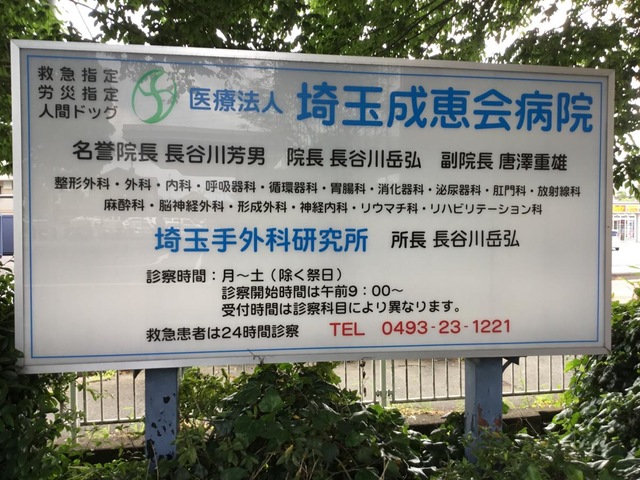 救急指定
労災指定
人間ドッグ
医療法人 埼玉成恵会病院
名誉院長 長谷川芳男 院長 長谷川岳弘 副院長 唐澤重雄
整形外科・外科・内科・呼吸器科・循環器科・胃腸科・消化器科・泌尿器科・肛門科・放射線科
麻酔科・脳神経外科・形成外科・神経内科・リウマチ科・リハビリテーション科
埼玉手外科研究所 所長 長谷川岳弘
診察時間：月～土（除く祭日）
診察開始時間は午前9：00～
受付時間は診察科目により異なります。
救急患者は24時間診察 TEL 0493-23-1221